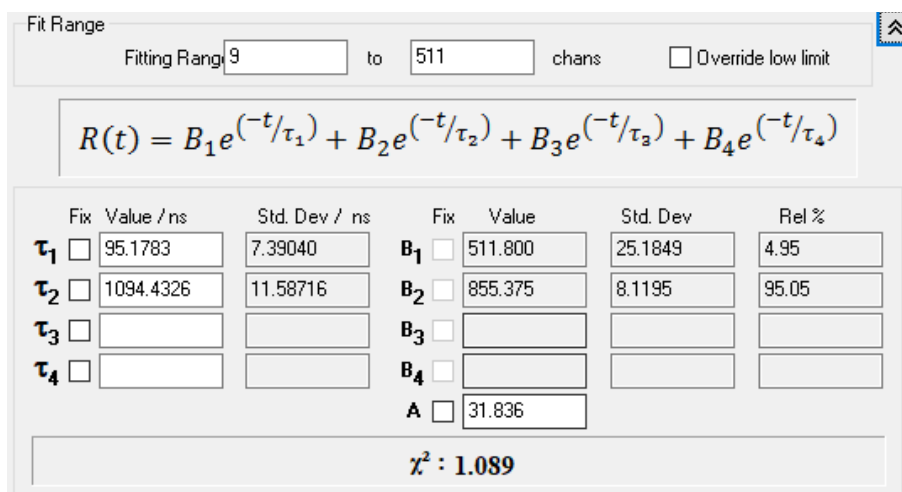 Fit Range
Fitting Rang 9 to 511 chans Override low limit
R(t) = B₁e^(−t/τ₁) + B₂e^(−t/τ₂) + B₃e^(−t/τ₃) + B₄e^(−t/τ₄)
Fix Value / ns Std. Dev / ns Fix Value Std. Dev Rel %
τ₁ 95.1783 7.39040 B₁ 511.800 25.1849 4.95
τ₂ 1094.4326 11.58716 B₂ 855.375 8.1195 95.05
τ₃ B₃
τ₄ B₄
A 31.836
χ² : 1.089